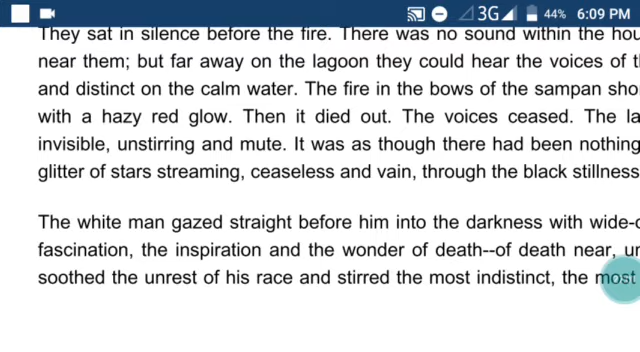 3G 44% 6:09 PM
They sat in silence before the fire. There was no sound within the hou
near them; but far away on the lagoon they could hear the voices of t
and distinct on the calm water. The fire in the bows of the sampan sho
with a hazy red glow. Then it died out. The voices ceased. The la
invisible, unstirring and mute. It was as though there had been nothing
glitter of stars streaming, ceaseless and vain, through the black stillness
The white man gazed straight before him into the darkness with wide-o
fascination, the inspiration and the wonder of death--of death near, un
soothed the unrest of his race and stirred the most indistinct, the most